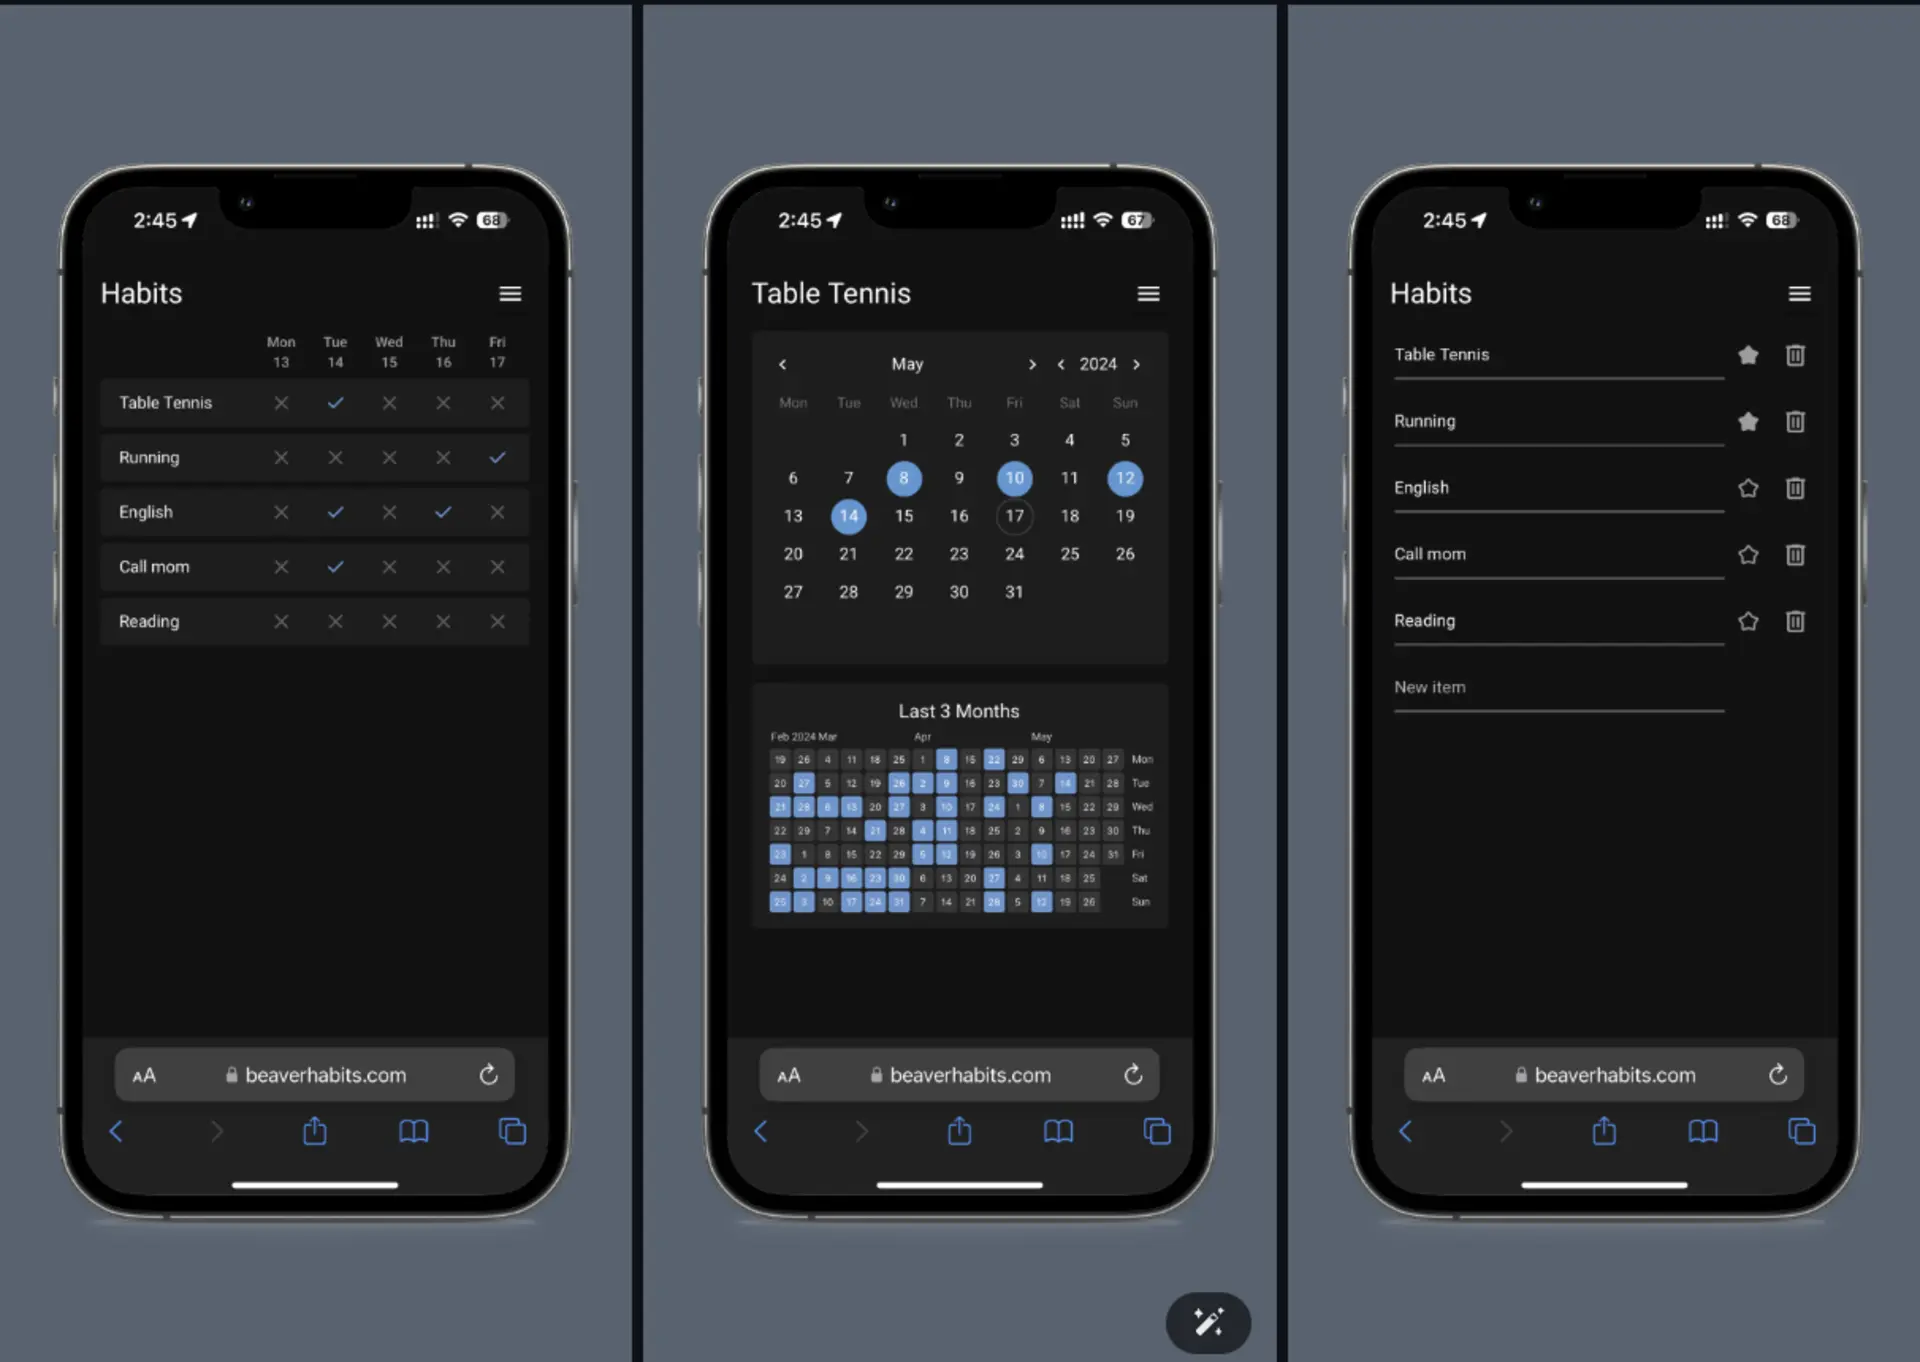 2:45 68
Habits
Mon Tue Wed Thu Fri
13 14 15 16 17
Table Tennis
Running
English
Call mom
Reading
AA beaverhabits.com
2:45 67
Table Tennis
May 2024
Mon Tue Wed Thu Fri Sat Sun
1 2 3 4 5
6 7 8 9 10 11 12
13 14 15 16 17 18 19
20 21 22 23 24 25 26
27 28 29 30 31
Last 3 Months
Feb 2024 Mar Apr May
19 26 4 11 18 25 1 8 15 22 29 6 13 20 27 Mon
20 27 5 12 19 26 2 9 16 23 30 7 14 21 28 Tue
21 28 6 13 20 27 3 10 17 24 1 8 15 22 29 Wed
22 29 7 14 21 28 4 11 18 25 2 9 16 23 30 Thu
23 1 8 15 22 29 5 12 19 26 3 10 17 24 31 Fri
24 2 9 16 23 30 6 13 20 27 4 11 18 25 Sat
25 3 10 17 24 31 7 14 21 28 5 12 19 26 Sun
AA beaverhabits.com
2:45 68
Habits
Table Tennis
Running
English
Call mom
Reading
New item
AA beaverhabits.com